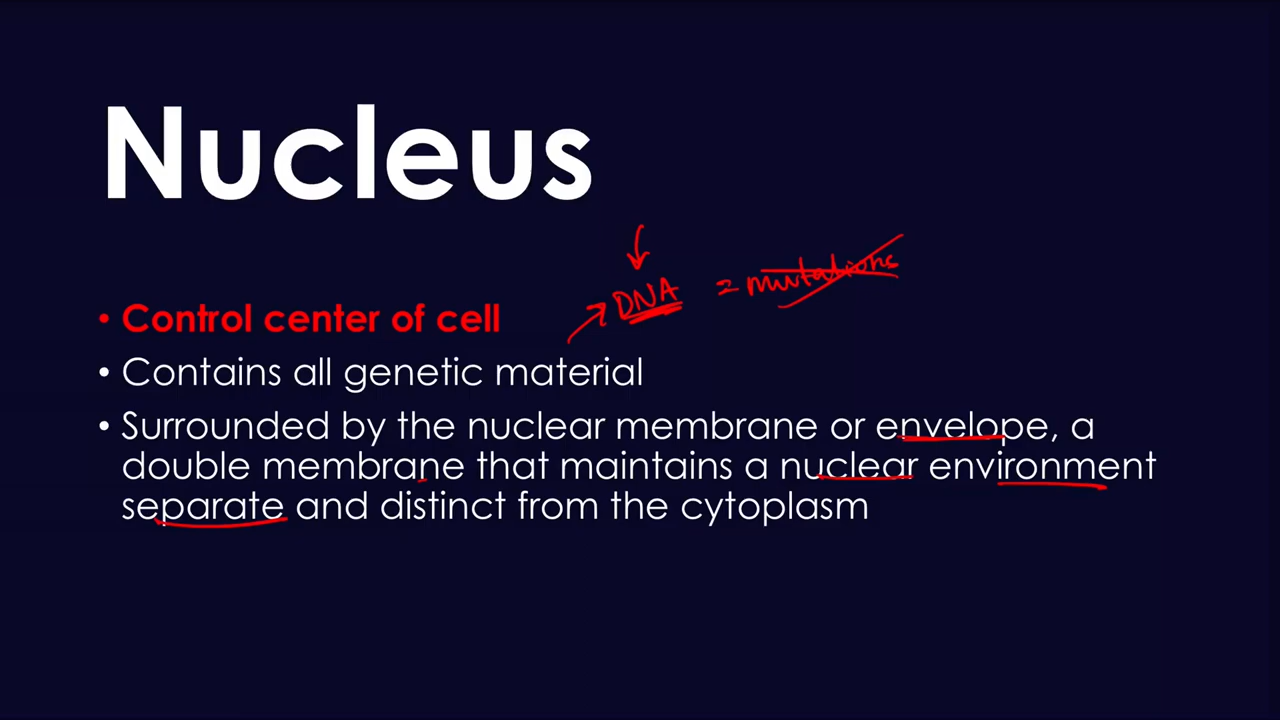 Nucleus
DNA = mutations
• Control center of cell
• Contains all genetic material
• Surrounded by the nuclear membrane or envelope, a
double membrane that maintains a nuclear environment
separate and distinct from the cytoplasm